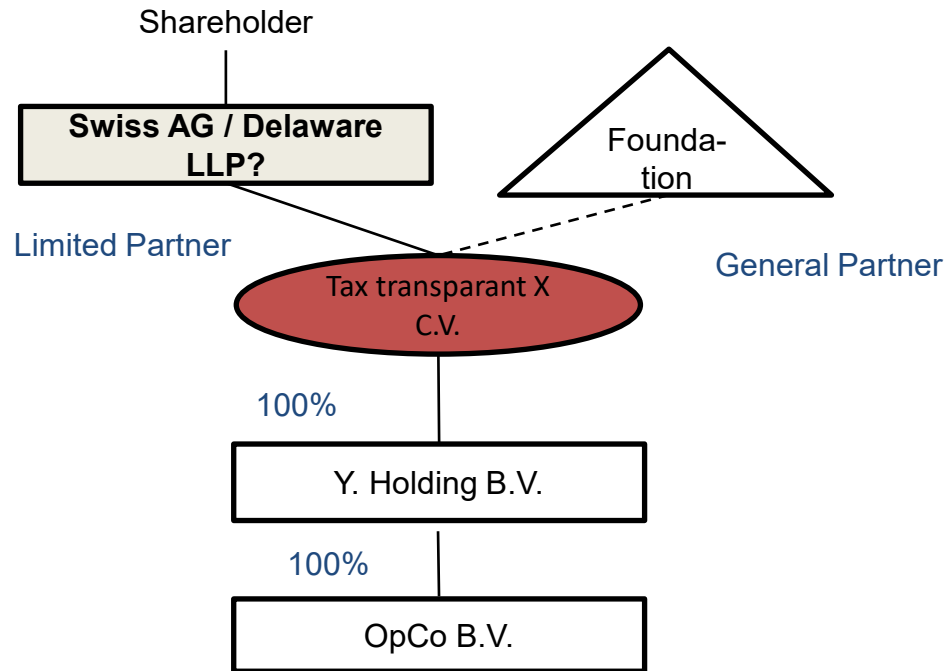 Shareholder
Swiss AG / Delaware
LLP?
Founda-
tion
Limited Partner
General Partner
Tax transparant X
C.V.
100%
Y. Holding B.V.
100%
OpCo B.V.